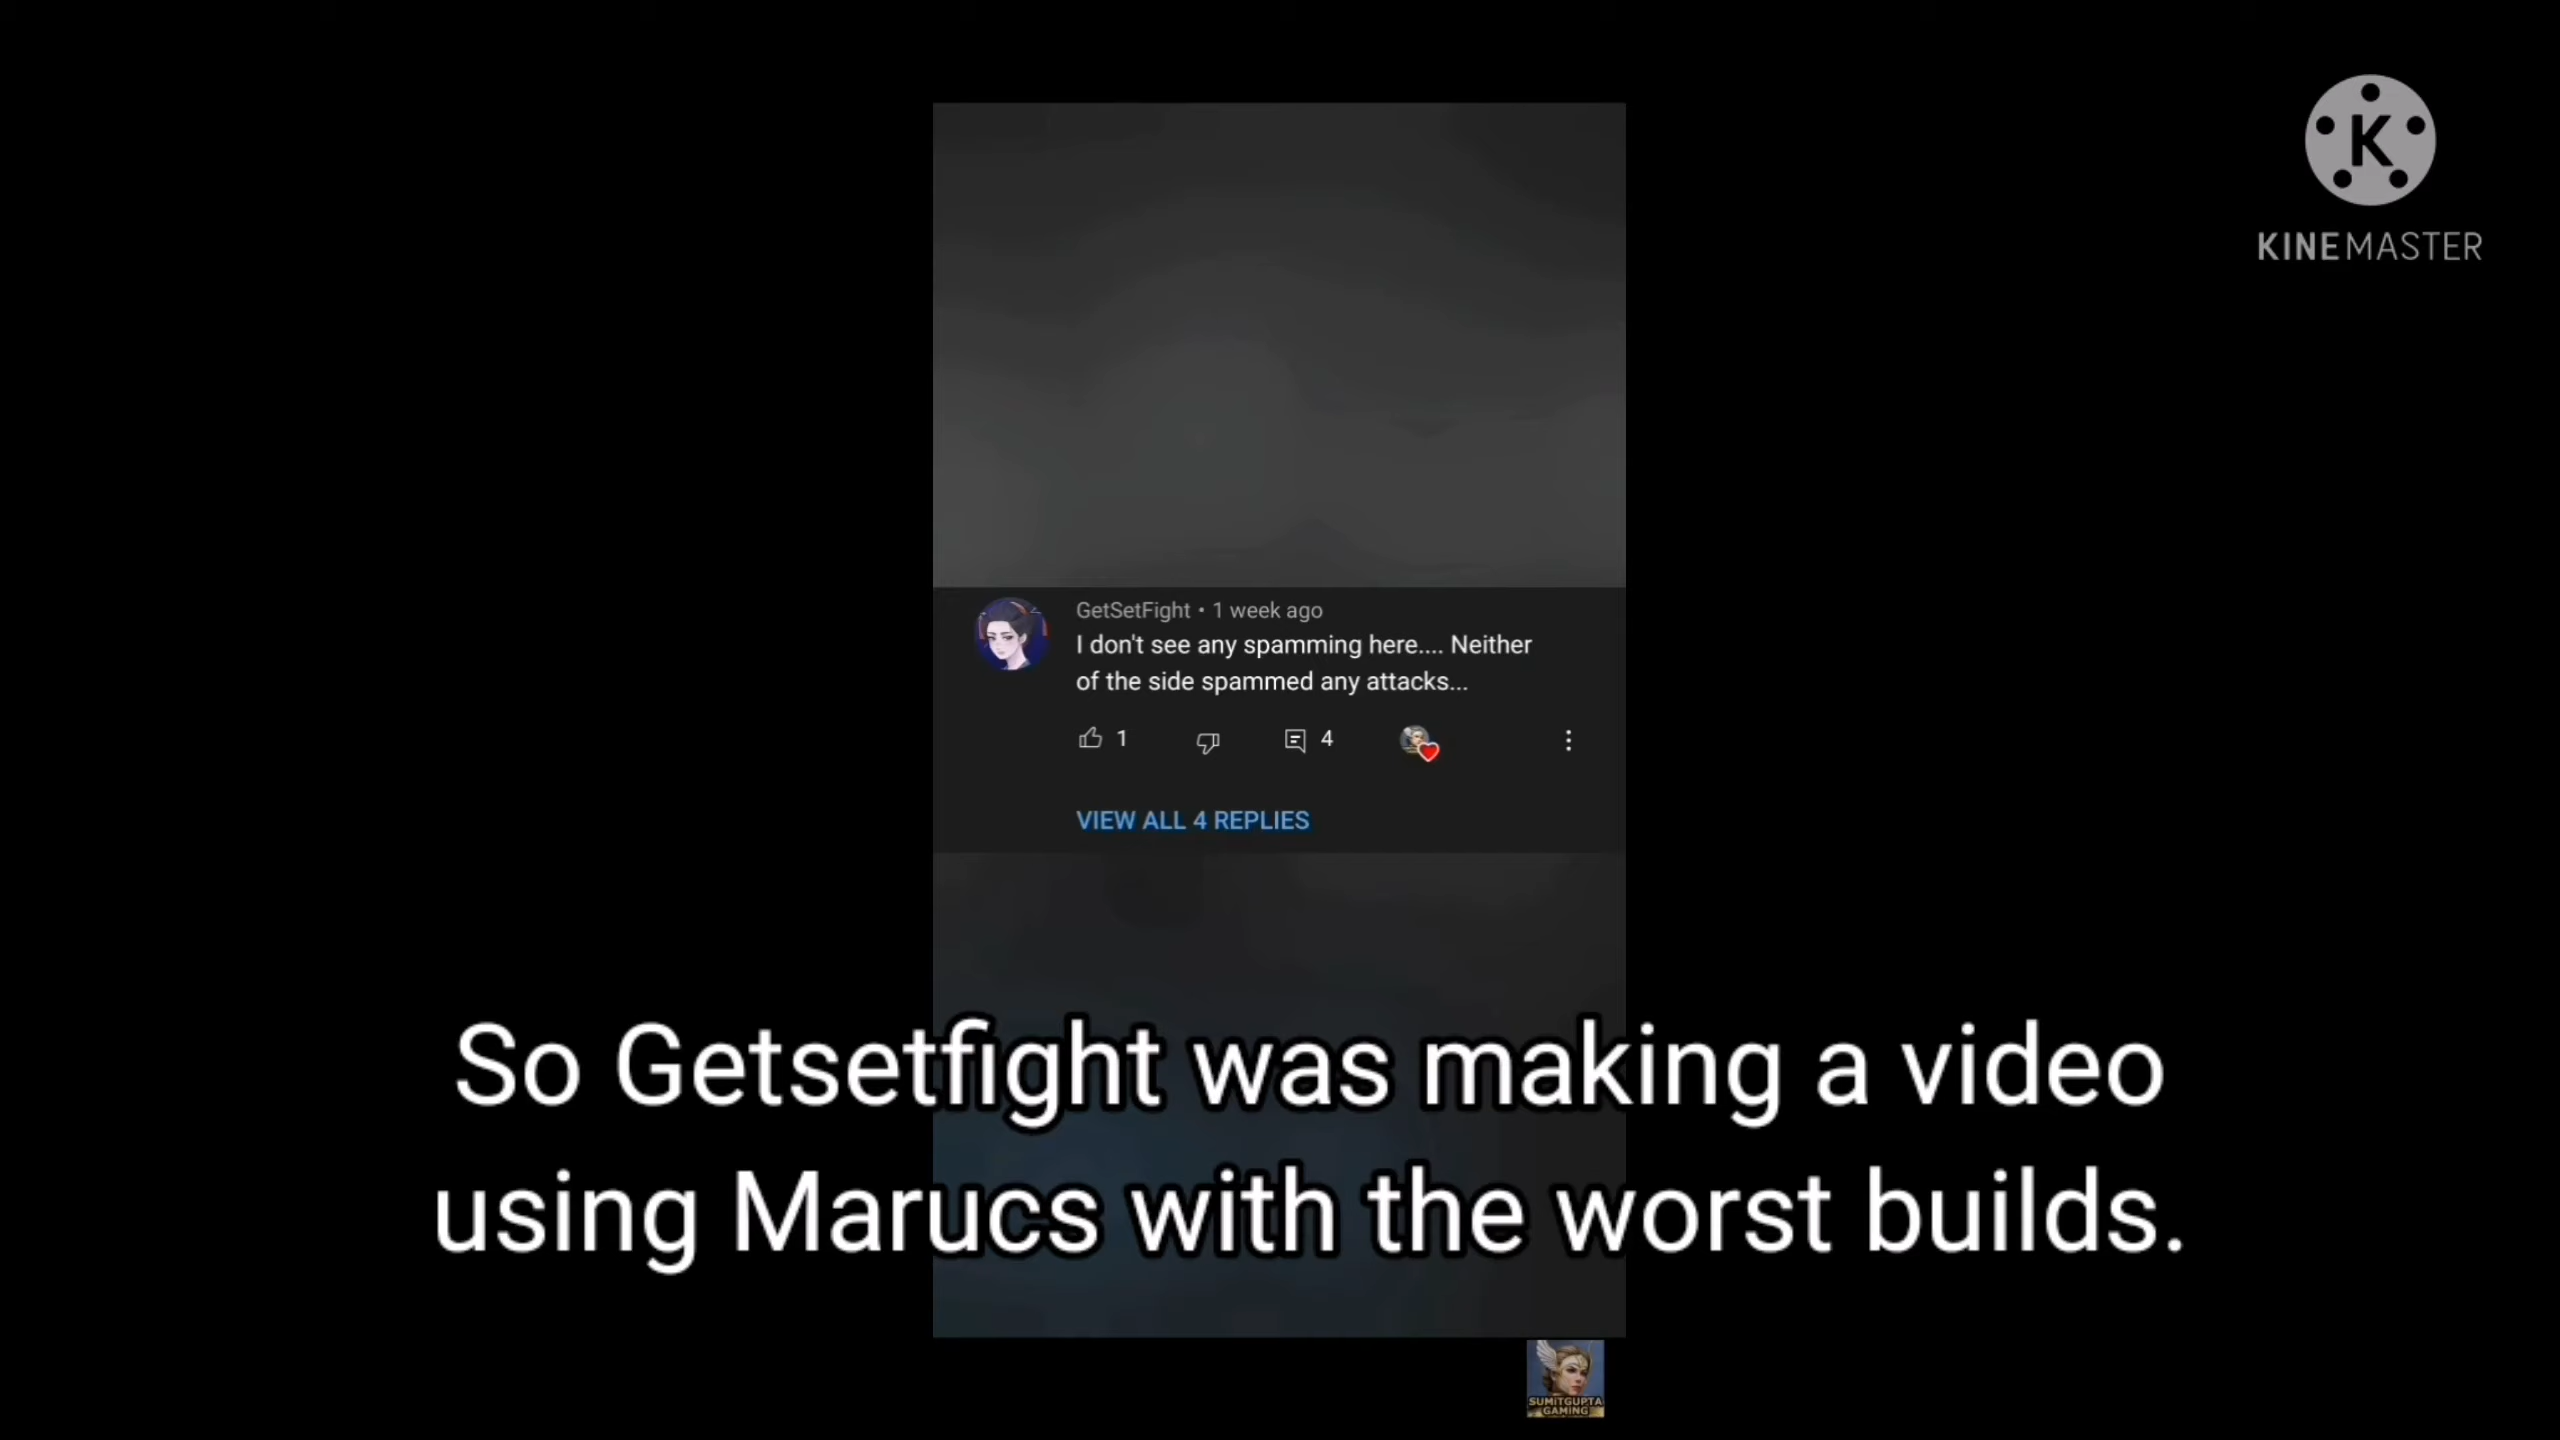 K
KINEMASTER
GetSetFight • 1 week ago
I don't see any spamming here.... Neither
of the side spammed any attacks...
1 4
VIEW ALL 4 REPLIES
So Getsetfight was making a video
using Marucs with the worst builds.
SUMITGUPTA
GAMING